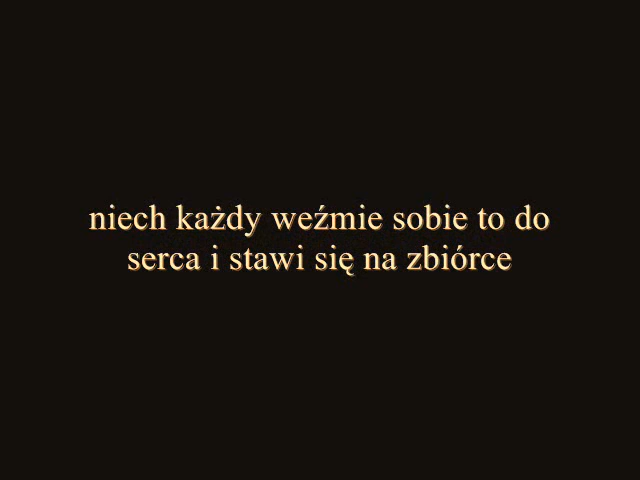 niech każdy weźmie sobie to do
serca i stawi się na zbiórce